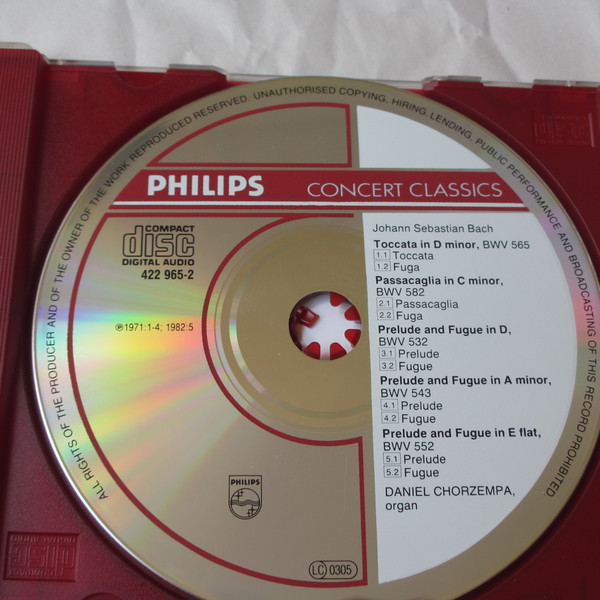 ALL RIGHTS OF THE PRODUCER AND OF THE OWNER OF THE WORK REPRODUCED RESERVED. UNAUTHORISED COPYING, HIRING, LENDING, PUBLIC PERFORMANCE AND BROADCASTING OF THIS RECORD PROHIBITED.
PHILIPS
CONCERT CLASSICS
COMPACT
disc
DIGITAL AUDIO
422 965-2
℗1971:1-4; 1982:5
Johann Sebastian Bach
Toccata in D minor, BWV 565
1.1 Toccata
1.2 Fuga
Passacaglia in C minor,
BWV 582
2.1 Passacaglia
2.2 Fuga
Prelude and Fugue in D,
BWV 532
3.1 Prelude
3.2 Fugue
Prelude and Fugue in A minor,
BWV 543
4.1 Prelude
4.2 Fugue
Prelude and Fugue in E flat,
BWV 552
5.1 Prelude
5.2 Fugue
DANIEL CHORZEMPA,
organ
PHILIPS
LC 0305